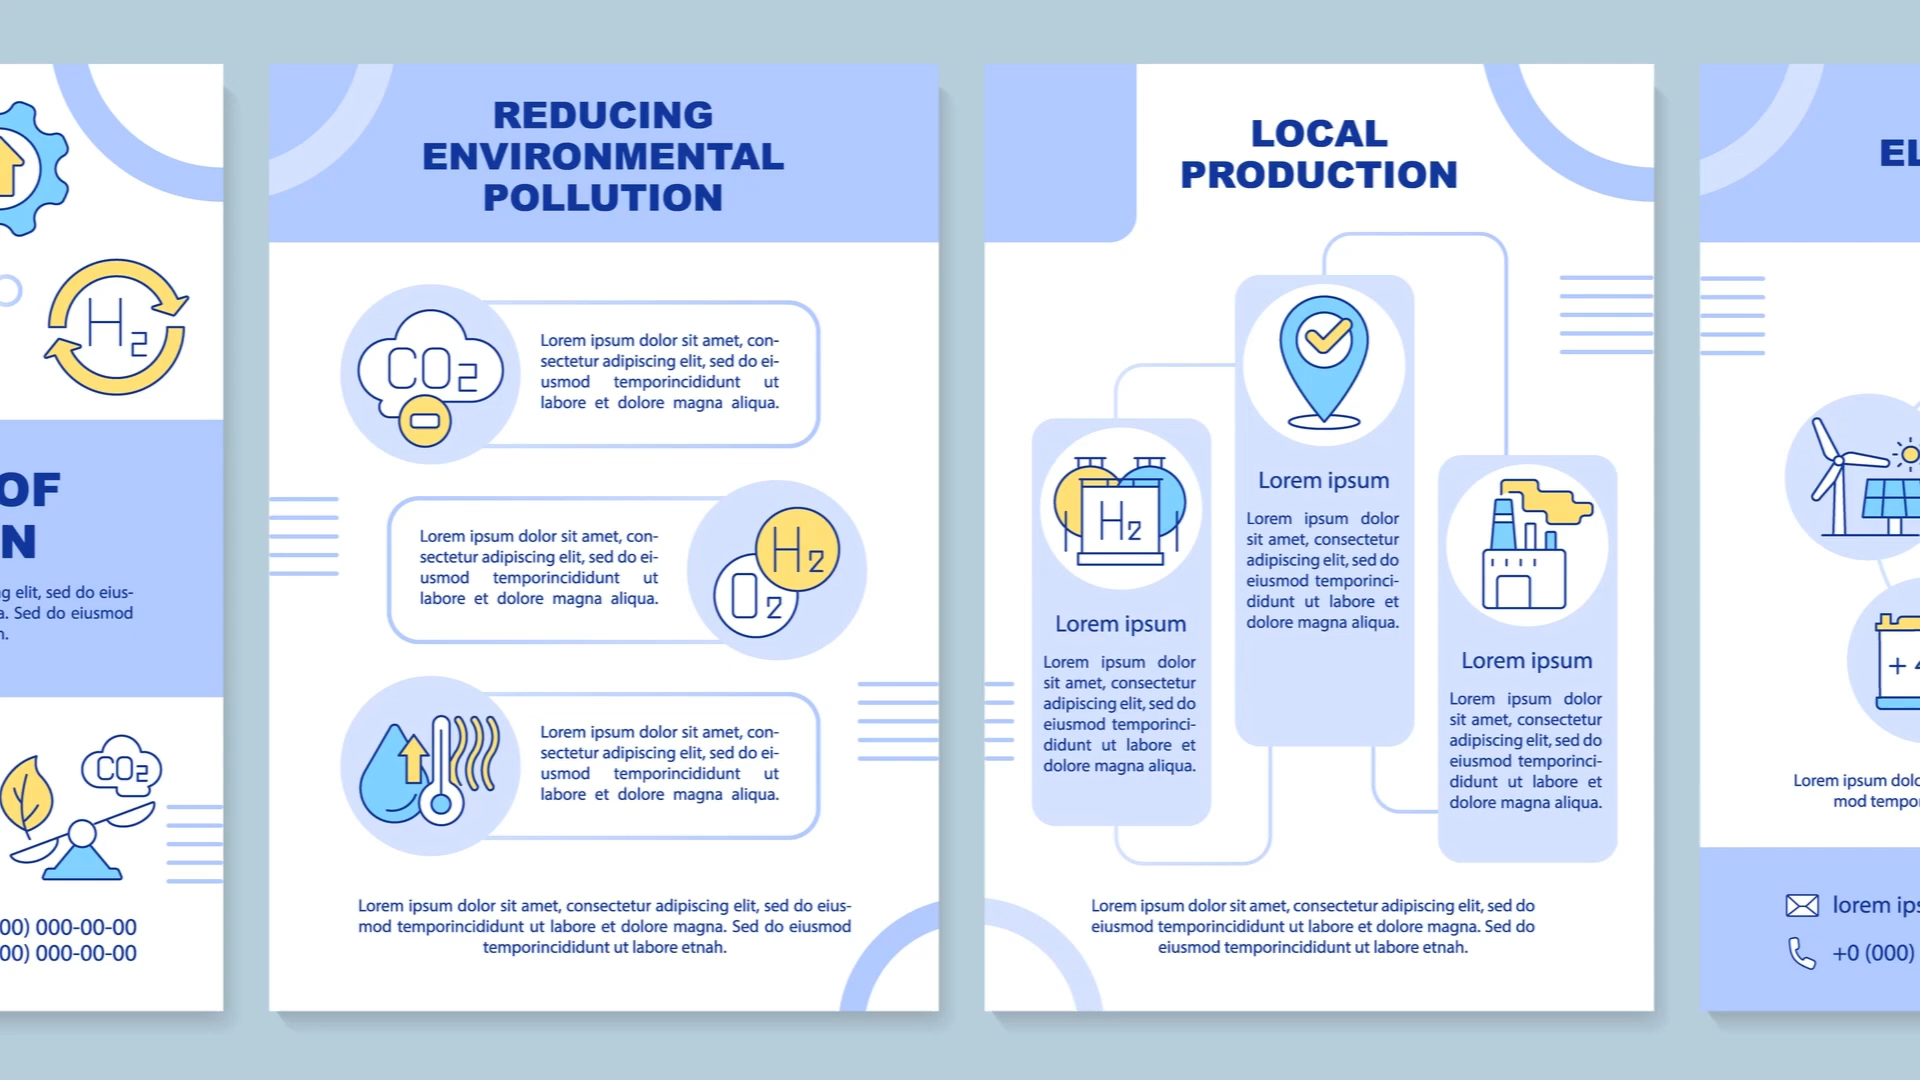 H2
OF
N
g elit, sed do eius-
a. Sed do eiusmod
n.
CO2
00) 000-00-00
00) 000-00-00
REDUCING
ENVIRONMENTAL
POLLUTION
CO2
Lorem ipsum dolor sit amet, con-
sectetur adipiscing elit, sed do ei-
usmod temporincididunt ut
labore et dolore magna aliqua.
Lorem ipsum dolor sit amet, con-
sectetur adipiscing elit, sed do ei-
usmod temporincididunt ut
labore et dolore magna aliqua.
H2
O2
Lorem ipsum dolor sit amet, con-
sectetur adipiscing elit, sed do ei-
usmod temporincididunt ut
labore et dolore magna aliqua.
Lorem ipsum dolor sit amet, consectetur adipiscing elit, sed do eius-
mod temporincididunt ut labore et dolore magna. Sed do eiusmod
temporincididunt ut labore etnah.
LOCAL
PRODUCTION
H2
Lorem ipsum
Lorem ipsum dolor
sit amet, consectetur
adipiscing elit, sed do
eiusmod temporinci-
didunt ut labore et
dolore magna aliqua.
Lorem ipsum
Lorem ipsum dolor
sit amet, consectetur
adipiscing elit, sed do
eiusmod temporinci-
didunt ut labore et
dolore magna aliqua.
Lorem ipsum
Lorem ipsum dolor
sit amet, consectetur
adipiscing elit, sed do
eiusmod temporinci-
didunt ut labore et
dolore magna aliqua.
Lorem ipsum dolor sit amet, consectetur adipiscing elit, sed do
eiusmod temporincididunt ut labore et dolore magna. Sed do
eiusmod temporincididunt ut labore etnah.
EL
+
Lorem ipsum dolo
mod tempor
lorem ips
+0 (000)